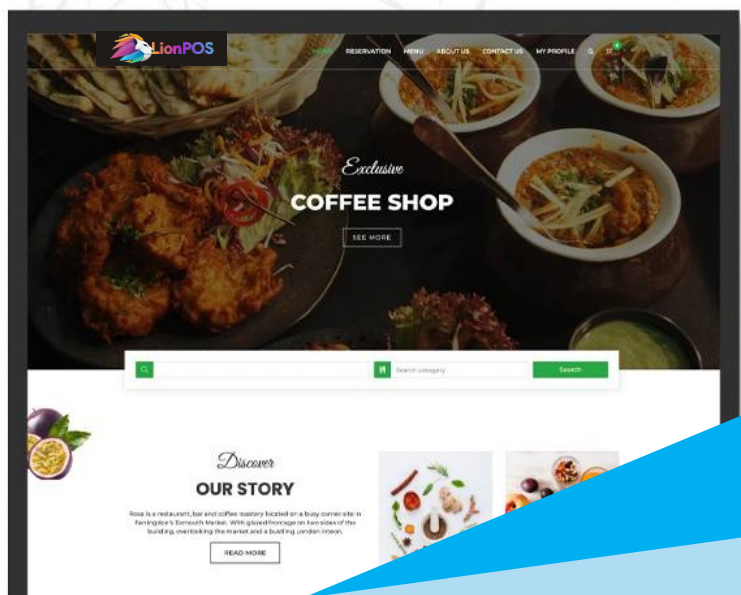 LionPOS
HOME RESERVATION MENU ABOUT US CONTACT US MY PROFILE
Exclusive
COFFEE SHOP
SEE MORE
Search category
Search
Discover
OUR STORY
Rosa is a restaurant, bar and coffee roastery located on a busy corner site in
Farringdon's Exmouth Market. With glazed frontage on two sides of the
building, overlooking the market and a bustling London inteon.
READ MORE